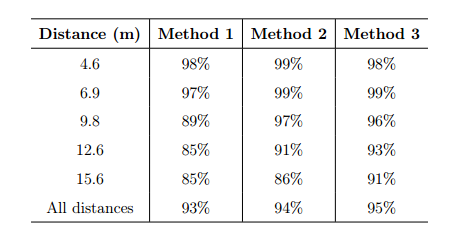 Distance (m) Method 1 Method 2 Method 3
4.6 98% 99% 98%
6.9 97% 99% 99%
9.8 89% 97% 96%
12.6 85% 91% 93%
15.6 85% 86% 91%
All distances 93% 94% 95%